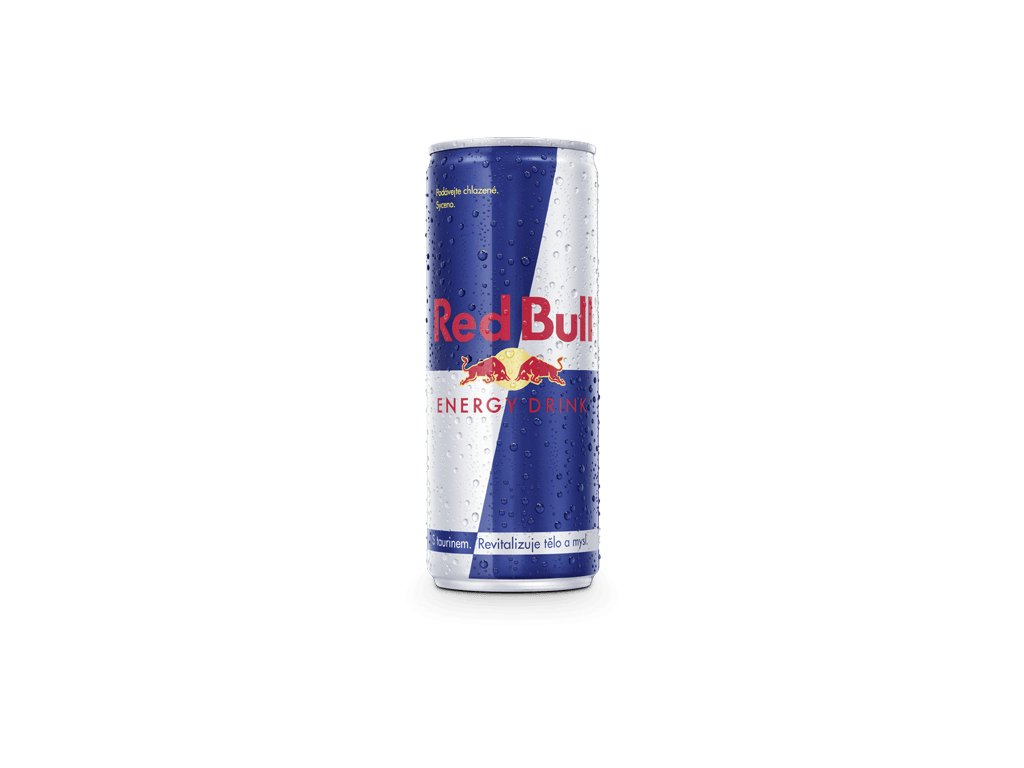 Podávejte chlazené.
Syceno.
Red Bull
ENERGY DRINK
S taurinem. Revitalizuje tělo a mysl.